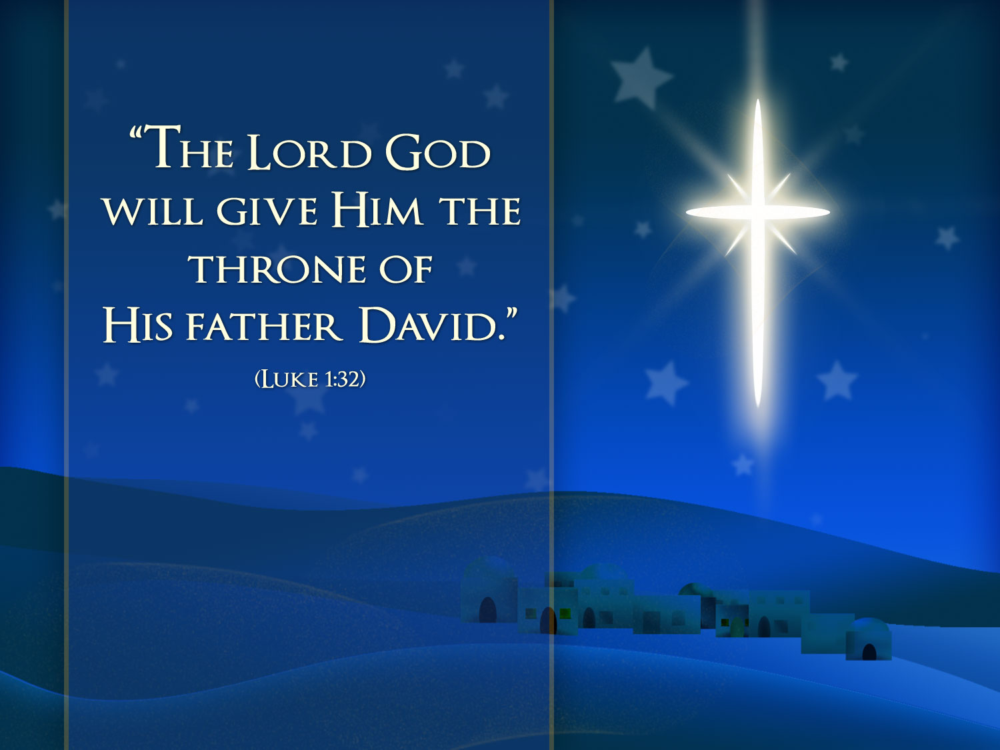 “The Lord God
will give Him the
throne of
His father David.”
(Luke 1:32)